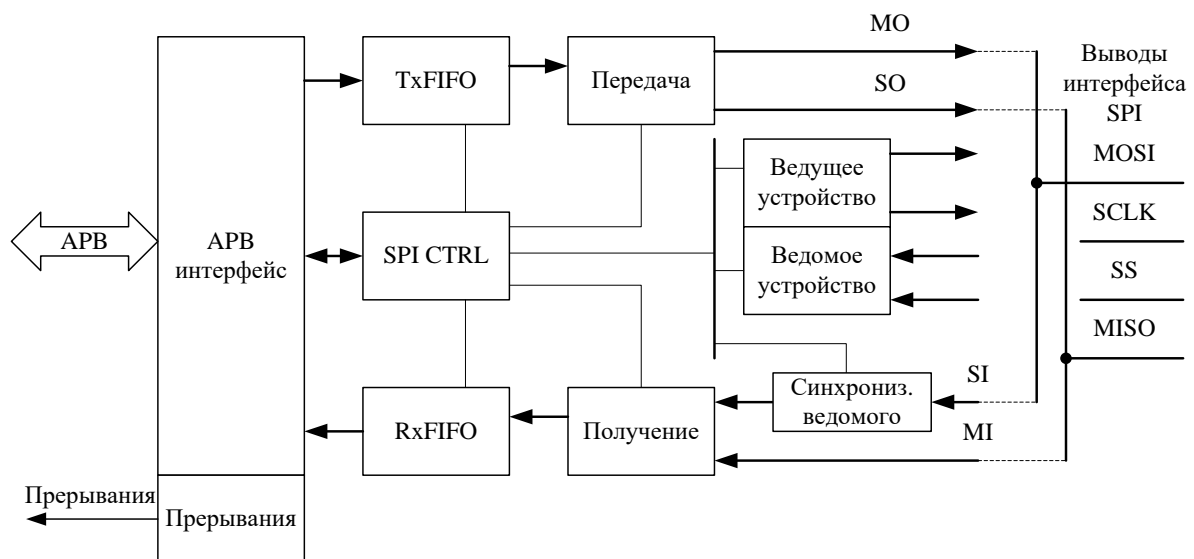 MO
TxFIFO
Передача
SO
Выводы
интерфейса
SPI
MOSI
Ведущее
устройство
SCLK
APB
APB
интерфейс
SPI CTRL
Ведомое
устройство
SS
MISO
Синхрониз.
ведомого
SI
RxFIFO
Получение
MI
Прерывания
Прерывания